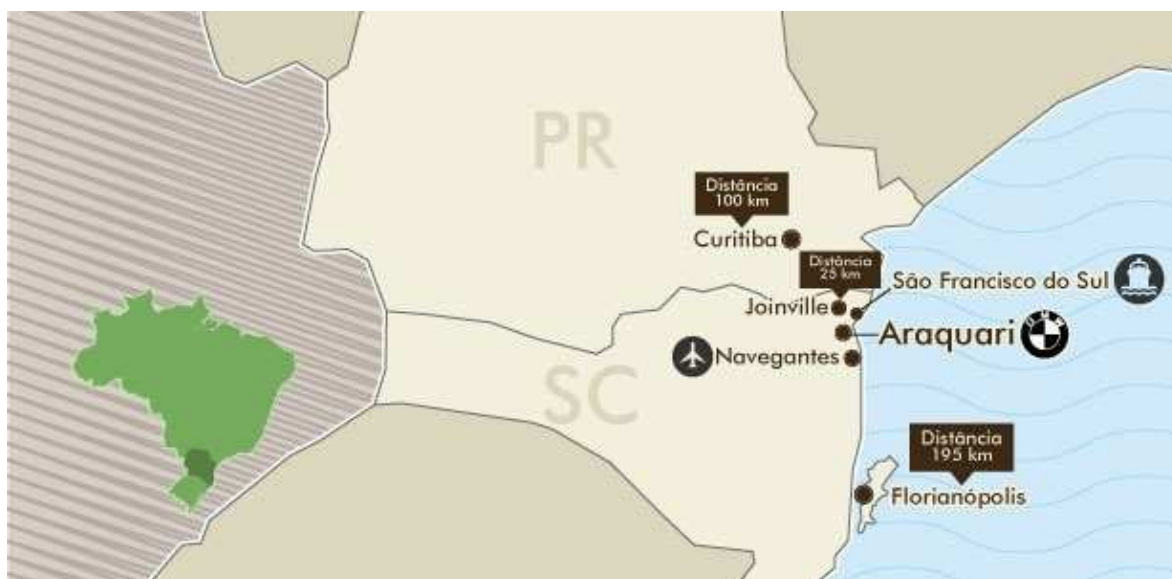 PR
Distância
100 km
Curitiba
Distância
25 km
São Francisco do Sul
Joinville
Araquari
BMW
Navegantes
SC
Distância
195 km
Florianópolis